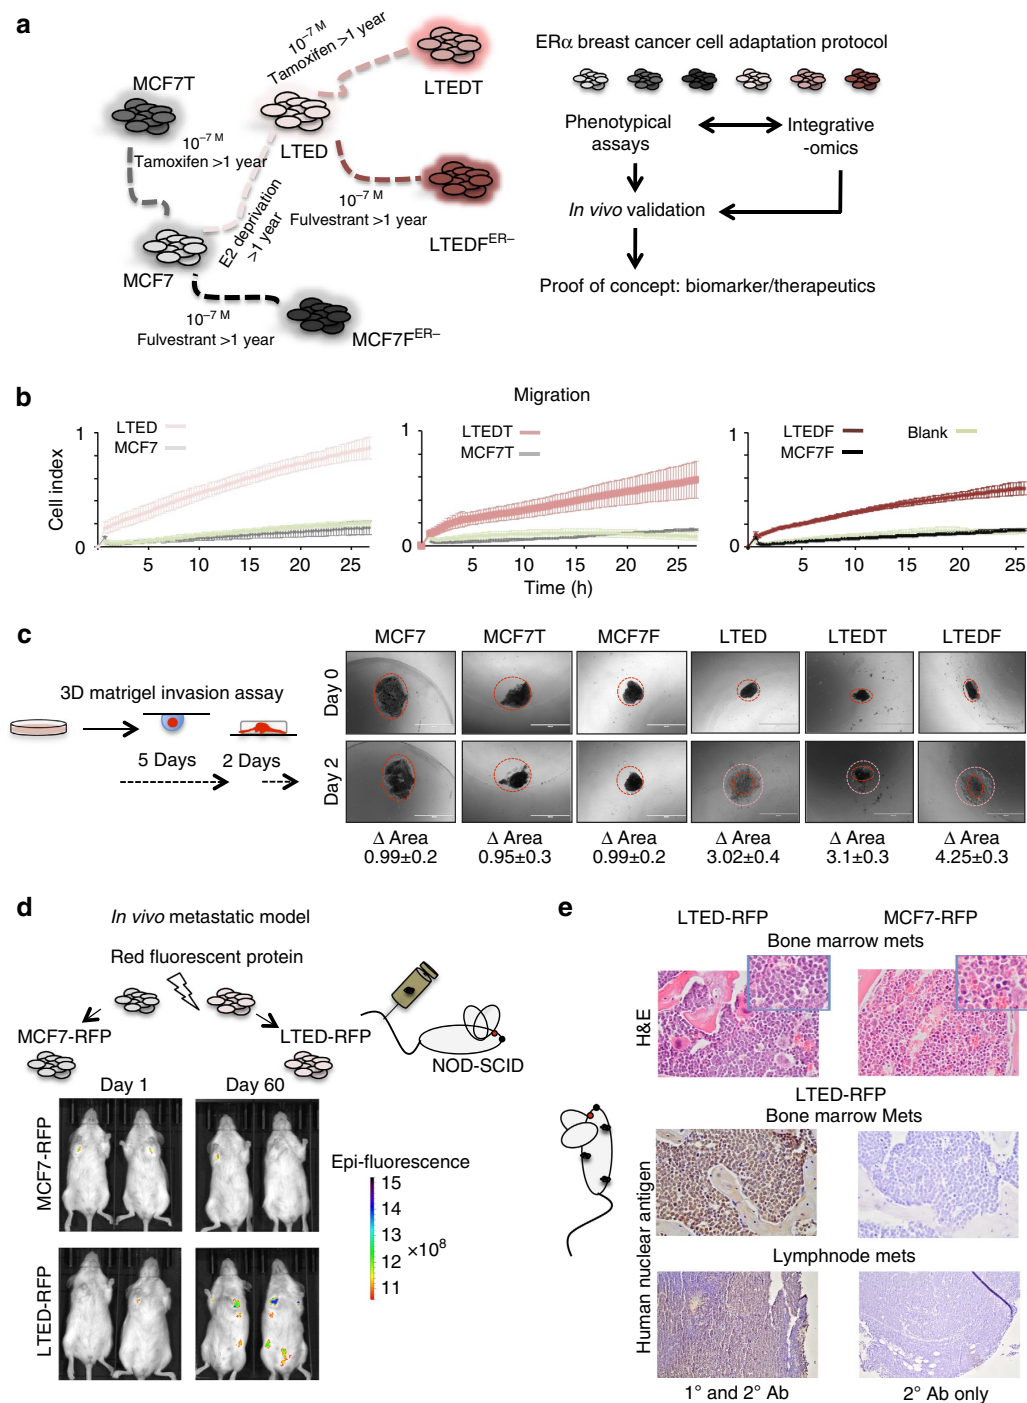 a
10⁻⁷ M
Tamoxifen >1 year
LTEDT
MCF7T
10⁻⁷ M
Tamoxifen >1 year
LTED
E2 deprivation
>1 year
10⁻⁷ M
Fulvestrant >1 year
LTEDF^ER–
MCF7
10⁻⁷ M
Fulvestrant >1 year
MCF7F^ER–
ERα breast cancer cell adaptation protocol
Phenotypical
assays
Integrative
-omics
In vivo validation
Proof of concept: biomarker/therapeutics
b
Migration
Cell index
1
0
LTED
MCF7
5 10 15 20 25
1
0
LTEDT
MCF7T
5 10 15 20 25
1
0
LTEDF
MCF7F
Blank
5 10 15 20 25
Time (h)
c
3D matrigel invasion assay
5 Days
2 Days
MCF7 MCF7T MCF7F LTED LTEDT LTEDF
Day 0
Day 2
Δ Area Δ Area Δ Area Δ Area Δ Area Δ Area
0.99±0.2 0.95±0.3 0.99±0.2 3.02±0.4 3.1±0.3 4.25±0.3
d
In vivo metastatic model
Red fluorescent protein
MCF7-RFP
LTED-RFP
NOD-SCID
Day 1 Day 60
MCF7-RFP
LTED-RFP
Epi-fluorescence
15
14
13
12
11
×10⁸
e
LTED-RFP MCF7-RFP
Bone marrow mets
H&E
LTED-RFP
Bone marrow Mets
Human nuclear antigen
Lymphnode mets
1° and 2° Ab 2° Ab only